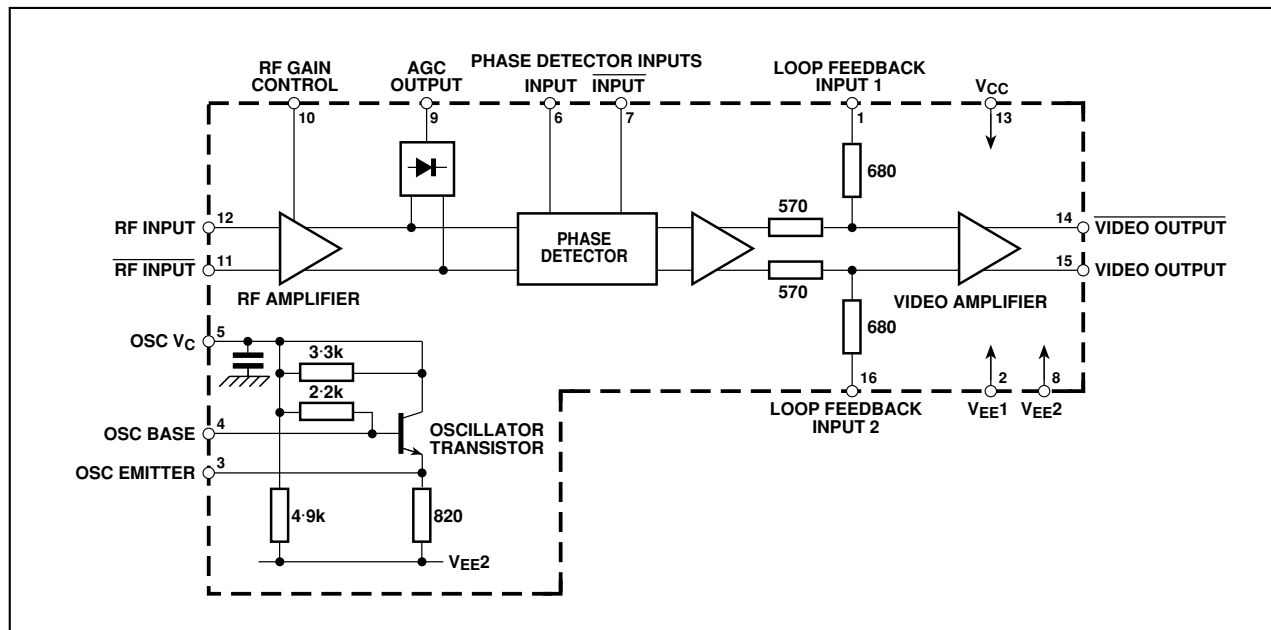 RF GAIN
CONTROL
AGC
OUTPUT
PHASE DETECTOR INPUTS
INPUT
INPUT
LOOP FEEDBACK
INPUT 1
VCC
10
9
6
7
1
13
680
570
12
RF INPUT
PHASE
DETECTOR
14
VIDEO OUTPUT
11
RF INPUT
15
VIDEO OUTPUT
RF AMPLIFIER
570
VIDEO AMPLIFIER
680
5
OSC VC
3·3k
2·2k
16
2
8
LOOP FEEDBACK
INPUT 2
VEE1
VEE2
4
OSC BASE
OSCILLATOR
TRANSISTOR
3
OSC EMITTER
4·9k
820
VEE2